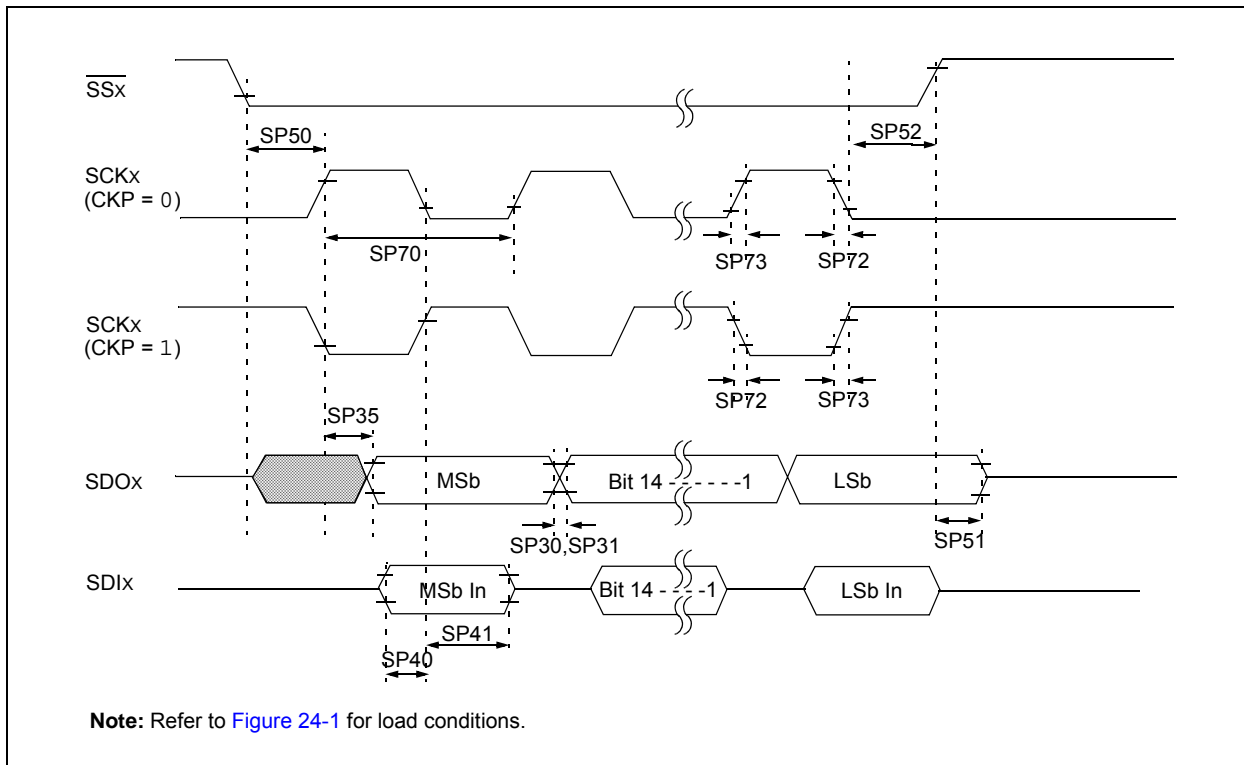 SSx
SP50
SP52
SCKx
(CKP = 0)
SP70
SP73
SP72
SCKx
(CKP = 1)
SP72
SP73
SP35
SDOx
MSb
Bit 14 - - - - - -1
LSb
SP30,SP31
SP51
SDIx
MSb In
Bit 14 - - - -1
LSb In
SP41
SP40
Note: Refer to Figure 24-1 for load conditions.